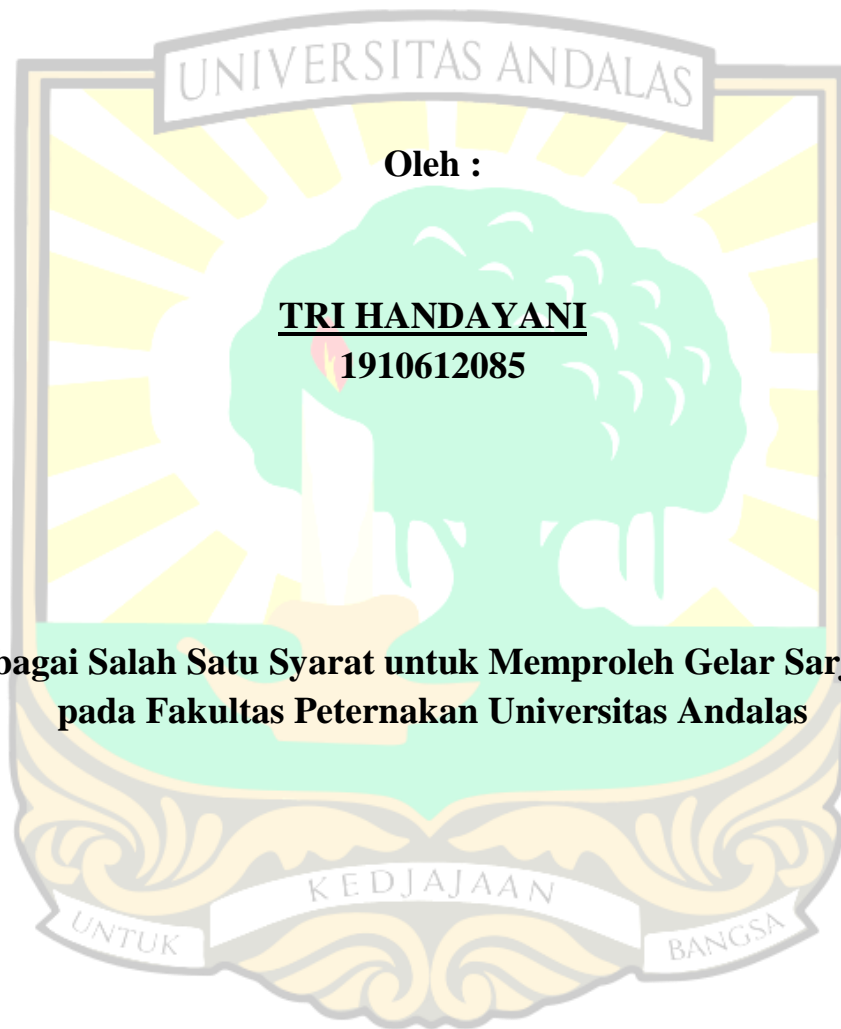 UNIVERSITAS ANDALAS
Oleh :
TRI HANDAYANI
1910612085
bagai Salah Satu Syarat untuk Memproleh Gelar Sar
pada Fakultas Peternakan Universitas Andalas
UNTUK KEDJAJAAN BANGSA